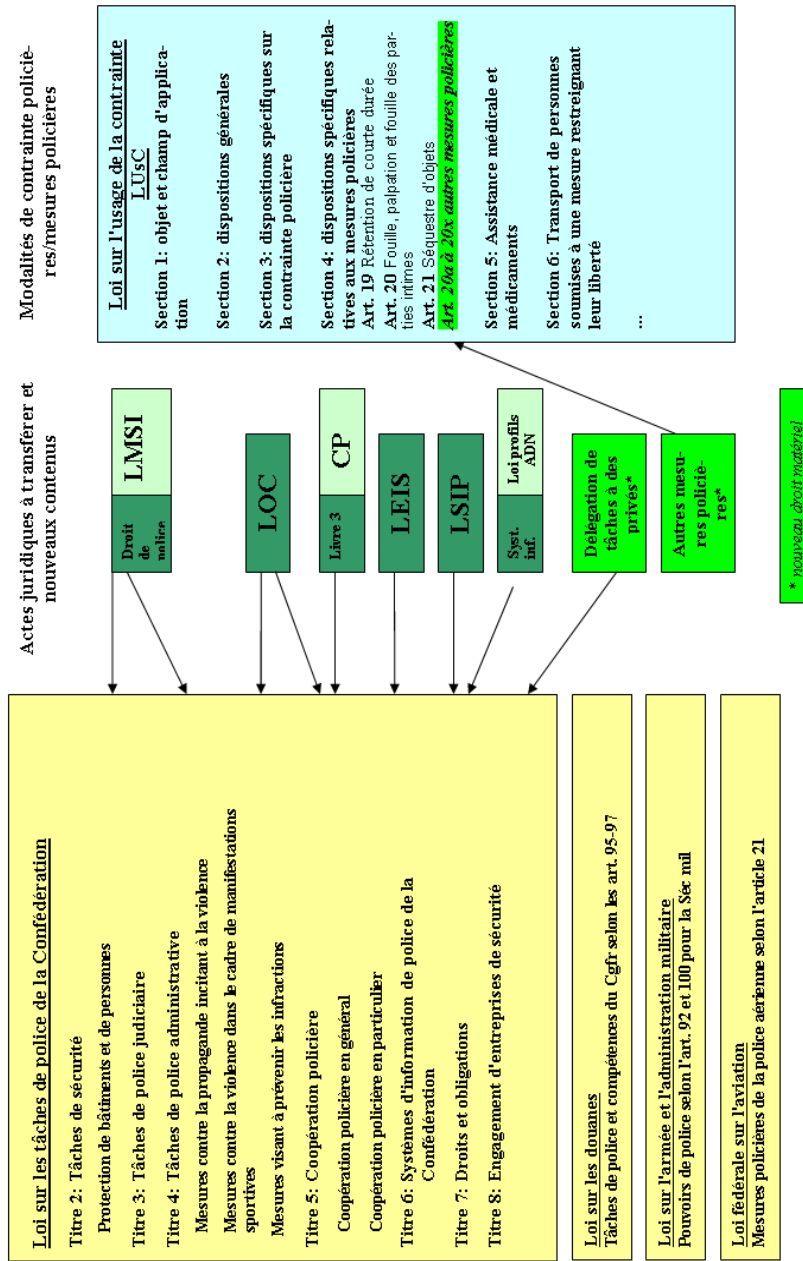 Loi sur les tâches de police de la Confédération
Titre 2: Tâches de sécurité
Protection de bâtiments et de personnes
Titre 3: Tâches de police judiciaire
Titre 4: Tâches de police administrative
Mesures contre la propagande incitant à la violence
Mesures contre la violence dans le cadre de manifestations
sportives
Mesures visant à prévenir les infractions
Titre 5: Coopération policière
Coopération policière en général
Coopération policière en particulier
Titre 6: Systèmes d'information de police de la
Confédération
Titre 7: Droits et obligations
Titre 8: Engagement d'entreprises de sécurité
Loi sur les douanes
Tâches de police et compétences du Cgfr selon les art. 95-97
Loi sur l'armée et l'administration militaire
Pouvoirs de police selon l'art. 92 et 100 pour la Séc mil
Loi fédérale sur l'aviation
Mesures policières de la police aérienne selon l'article 21
Actes juridiques à transférer et
nouveaux contenus
Droit
de
police
LMSI
LOC
Livre 3
CP
LEIS
LSIP
Syst.
inf.
Loi profils
ADN
Délégation de
tâches à des
privés*
Autres mesu-
res policiè-
res*
* nouveau droit matériel
Modalités de contrainte policiè-
res/mesures policières
Loi sur l'usage de la contrainte
LUsC
Section 1: objet et champ d'applica-
tion
Section 2: dispositions générales
Section 3: dispositions spécifiques sur
la contrainte policière
Section 4: dispositions spécifiques rela-
tives aux mesures policières
Art. 19 Rétention de courte durée
Art. 20 Fouille, palpation et fouille des par-
ties intimes
Art. 21 Séquestre d'objets
Art. 20a à 20x autres mesures policières
Section 5: Assistance médicale et
médicaments
Section 6: Transport de personnes
soumises à une mesure restreignant
leur liberté
...